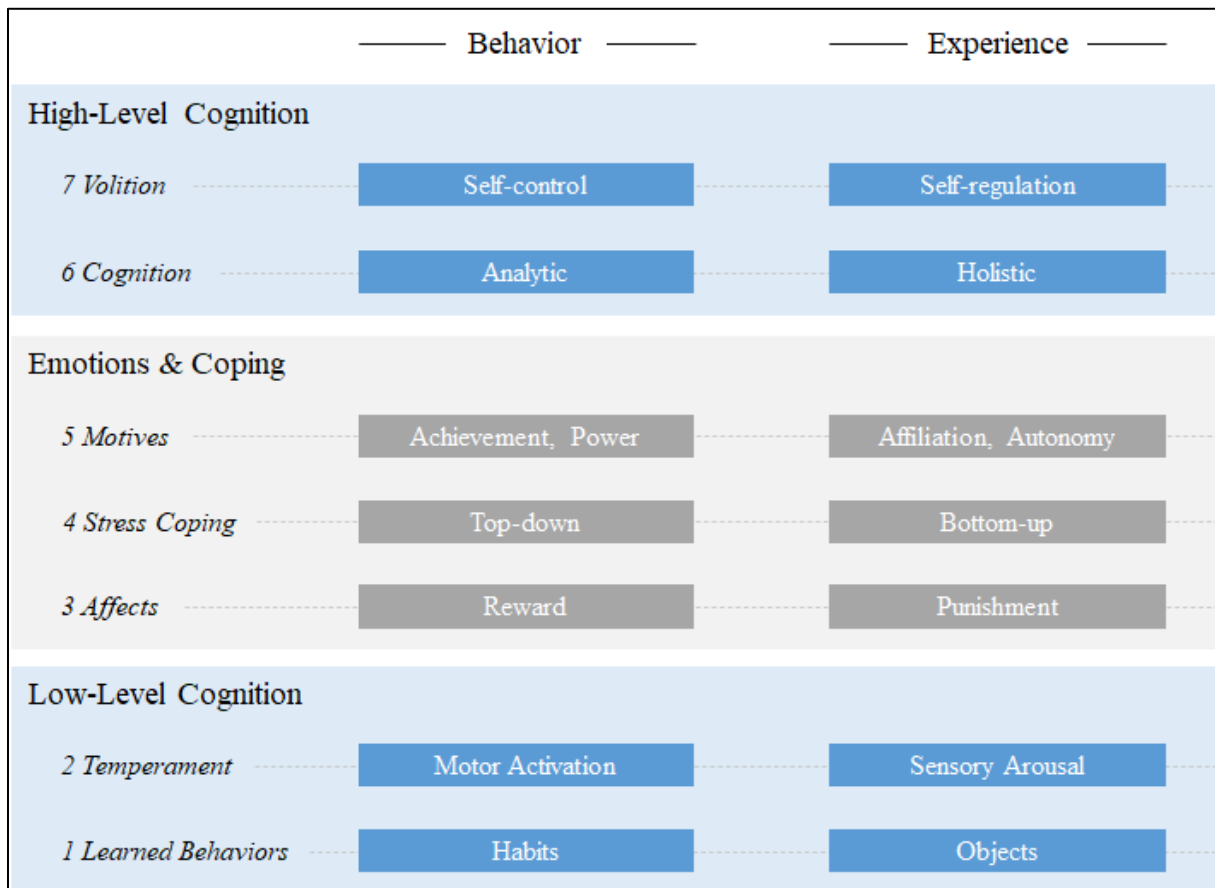 Behavior Experience
High-Level Cognition
7 Volition Self-control Self-regulation
6 Cognition Analytic Holistic
Emotions & Coping
5 Motives Achievement, Power Affiliation, Autonomy
4 Stress Coping Top-down Bottom-up
3 Affects Reward Punishment
Low-Level Cognition
2 Temperament Motor Activation Sensory Arousal
1 Learned Behaviors Habits Objects